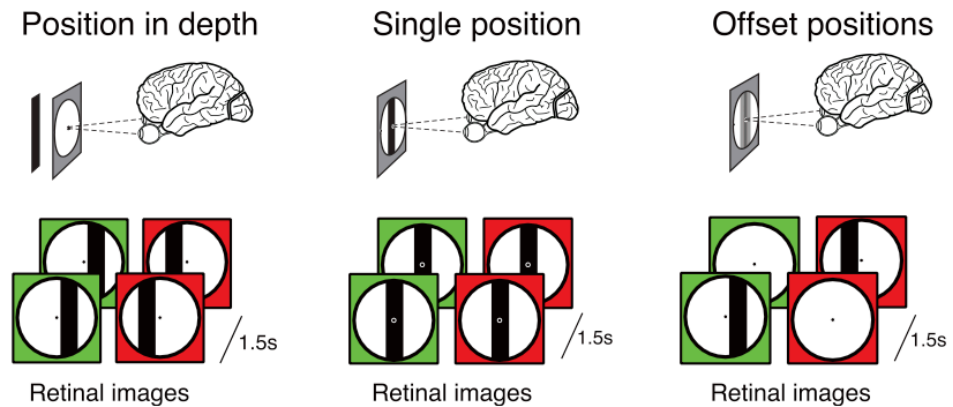 Position in depth
Single position
Offset positions
1.5s
1.5s
1.5s
Retinal images
Retinal images
Retinal images